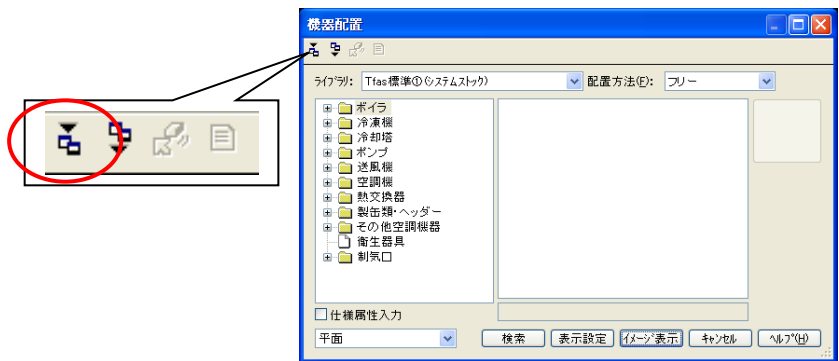 機器配置
ﾗｲﾌﾞﾗﾘ: Tfas標準①(ｼｽﾃﾑｽﾄｯｸ) 配置方法(F): フリー
ボイラ
冷凍機
冷却塔
ポンプ
送風機
空調機
熱交換器
製缶類・ヘッダー
その他空調機器
衛生器具
制気口
仕様属性入力
平面 検索 表示設定 ｲﾒｰｼﾞ表示 ｷｬﾝｾﾙ ﾍﾙﾌﾟ(H)